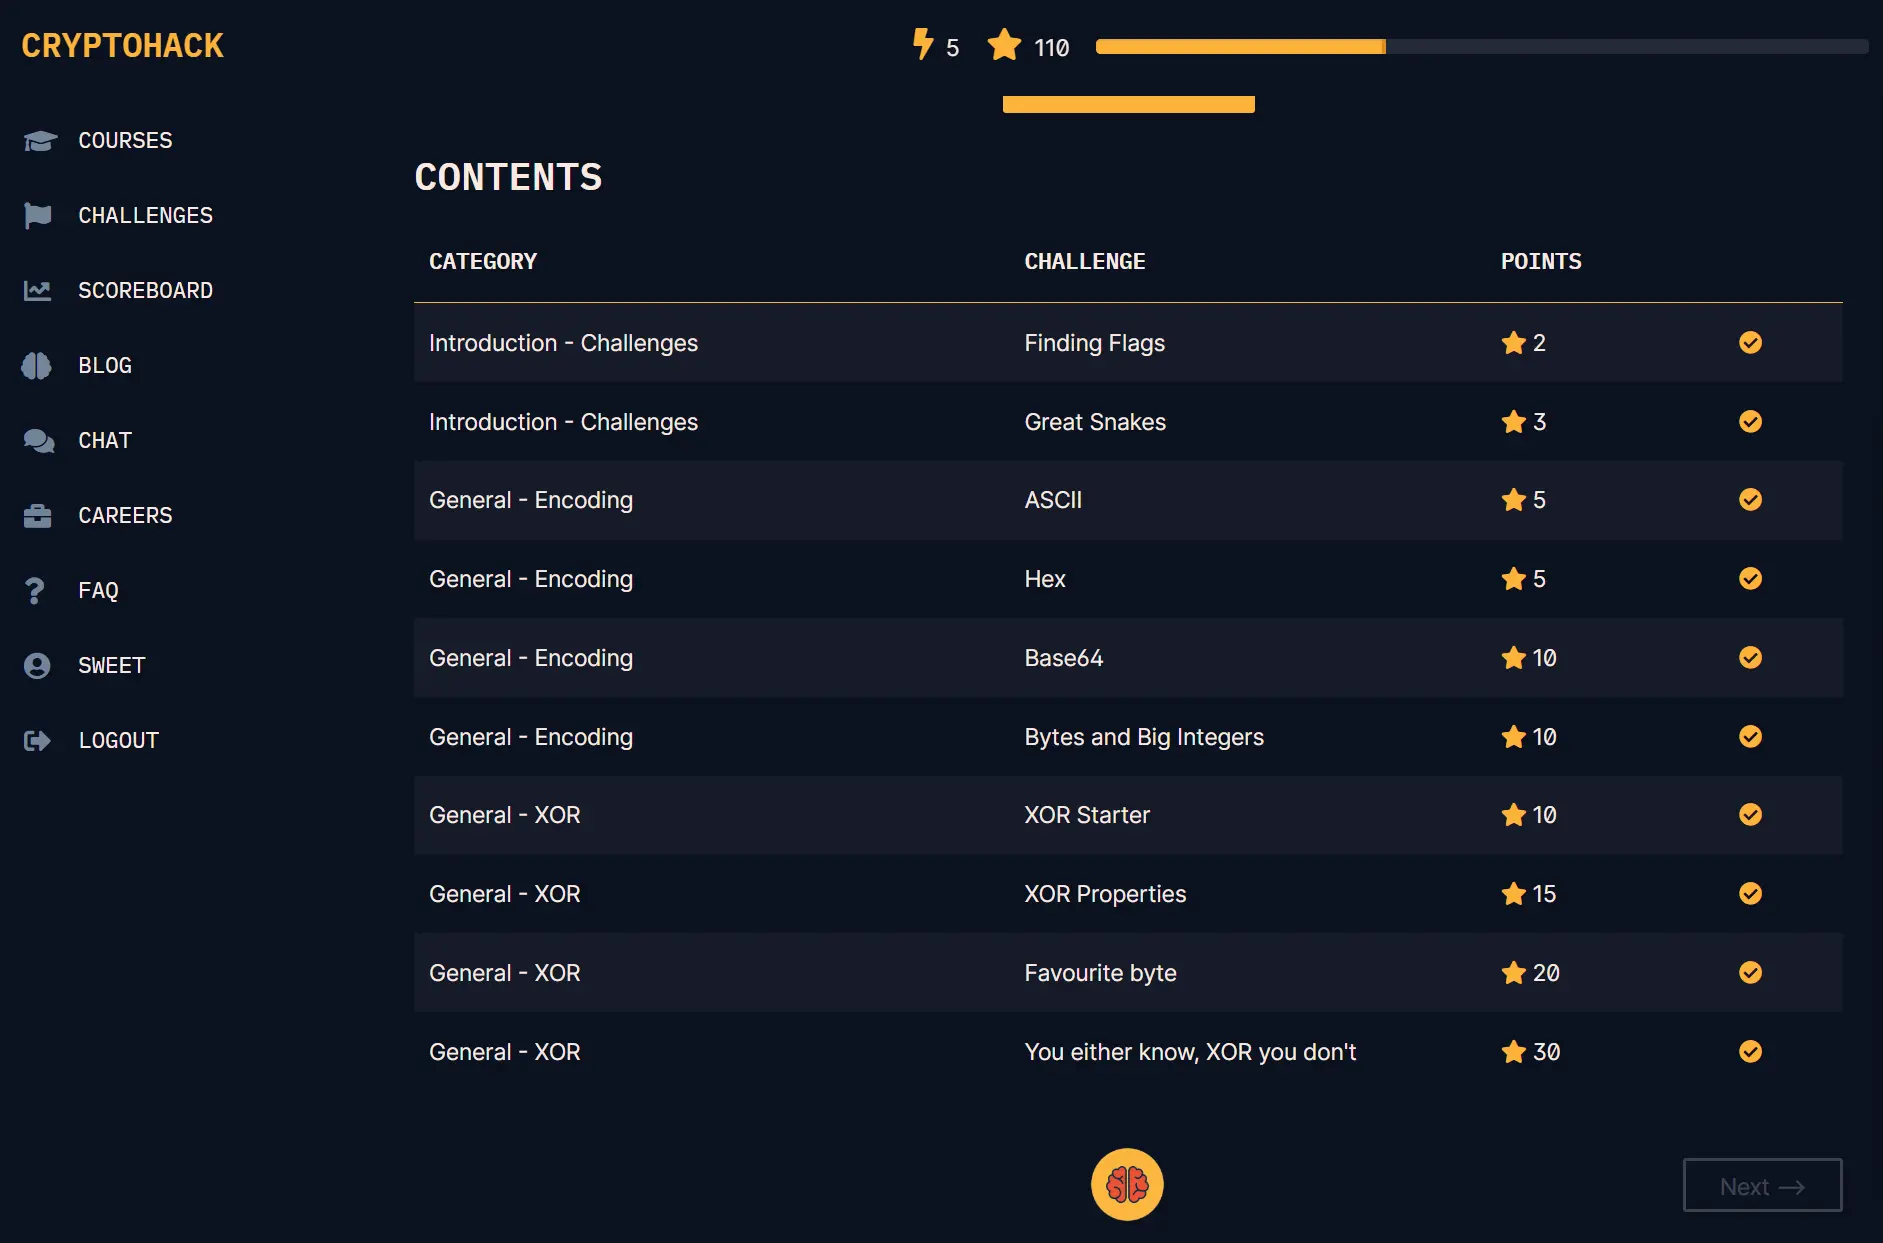 CRYPTOHACK
5 110
COURSES
CHALLENGES
SCOREBOARD
BLOG
CHAT
CAREERS
FAQ
SWEET
LOGOUT
CONTENTS
CATEGORY CHALLENGE POINTS
Introduction - Challenges Finding Flags 2
Introduction - Challenges Great Snakes 3
General - Encoding ASCII 5
General - Encoding Hex 5
General - Encoding Base64 10
General - Encoding Bytes and Big Integers 10
General - XOR XOR Starter 10
General - XOR XOR Properties 15
General - XOR Favourite byte 20
General - XOR You either know, XOR you don't 30
Next →